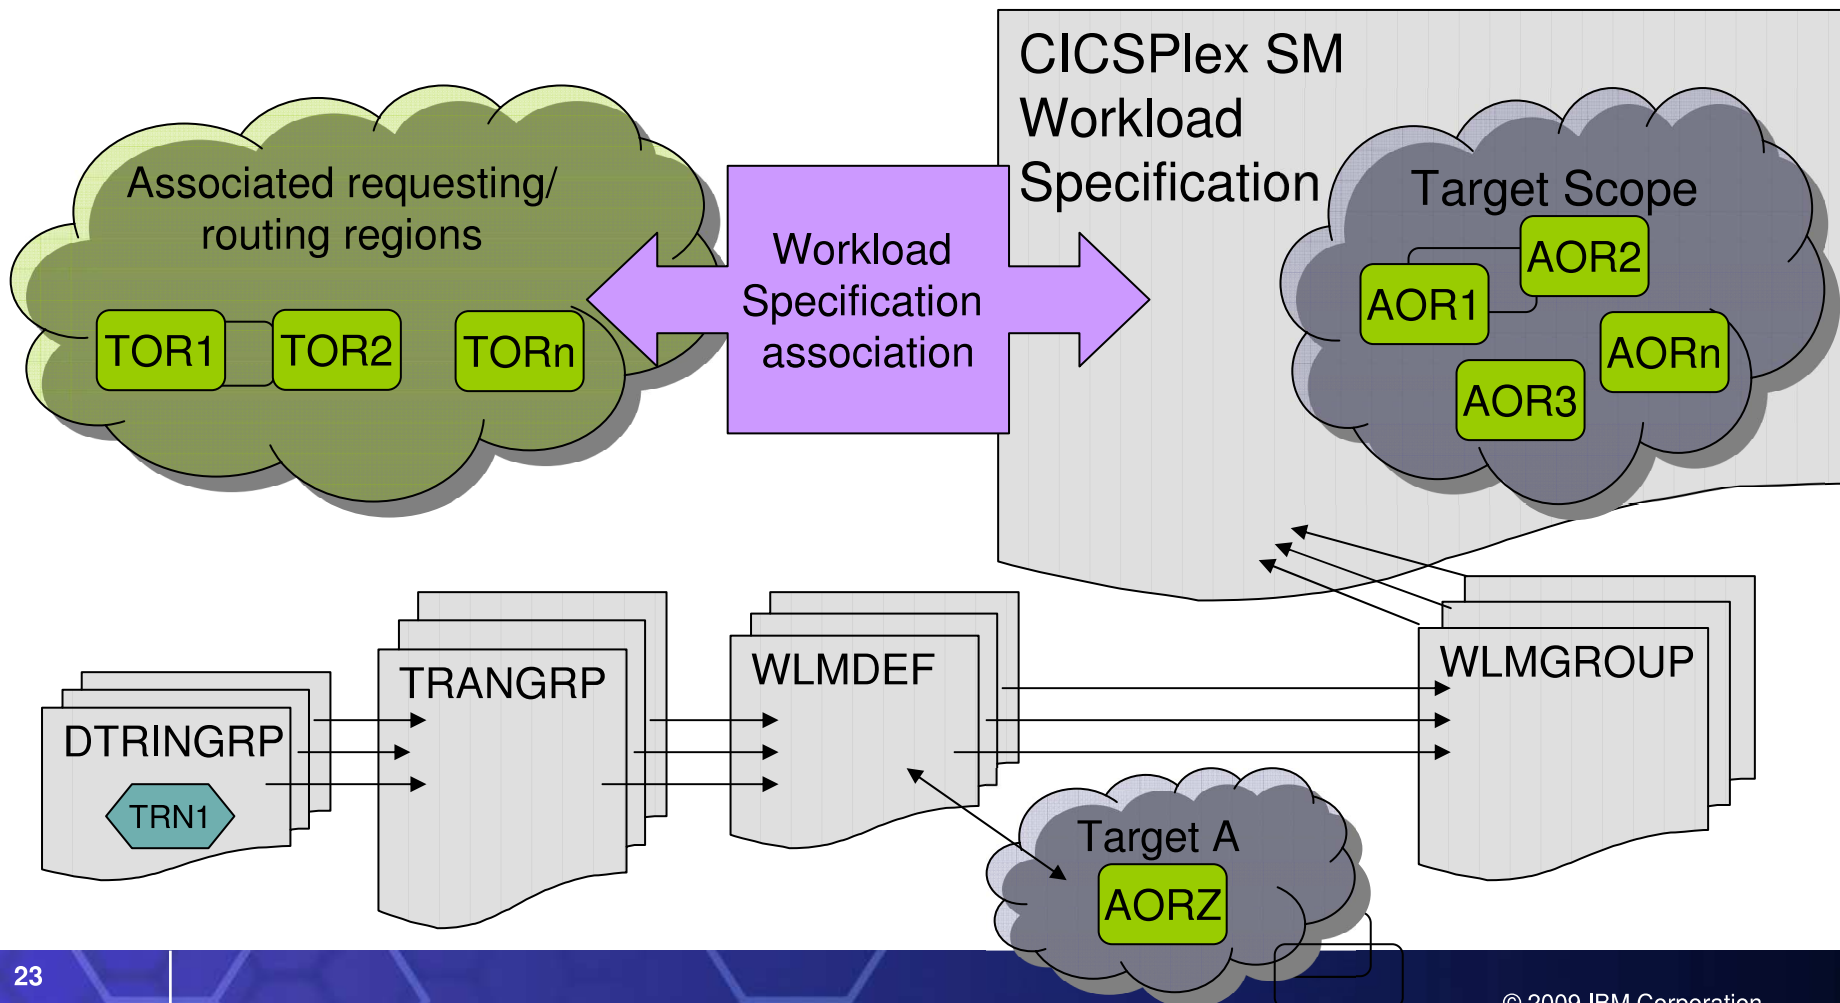 CICSPlex SM
Workload
Specification
Associated requesting/
routing regions
TOR1
TOR2
TORn
Workload
Specification
association
Target Scope
AOR1
AOR2
AOR3
AORn
DTRINGRP
TRN1
TRANGRP
WLMDEF
WLMGROUP
Target A
AORZ
23
© 2009 IBM Corporation